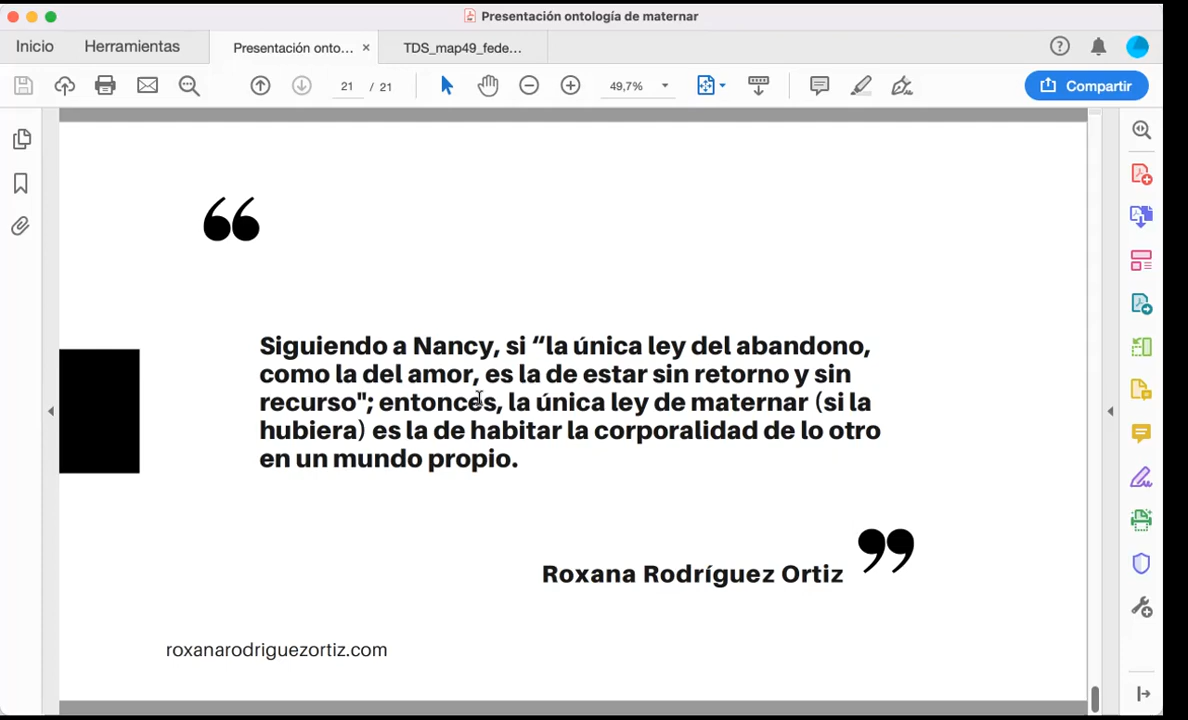 Presentación ontología de maternar
Inicio
Herramientas
Presentación onto...
TDS_map49_fede...
21 / 21
49,7%
Compartir
“
Siguiendo a Nancy, si “la única ley del abandono,
como la del amor, es la de estar sin retorno y sin
recurso"; entonces, la única ley de maternar (si la
hubiera) es la de habitar la corporalidad de lo otro
en un mundo propio.
”
Roxana Rodríguez Ortiz
roxanarodriguezortiz.com